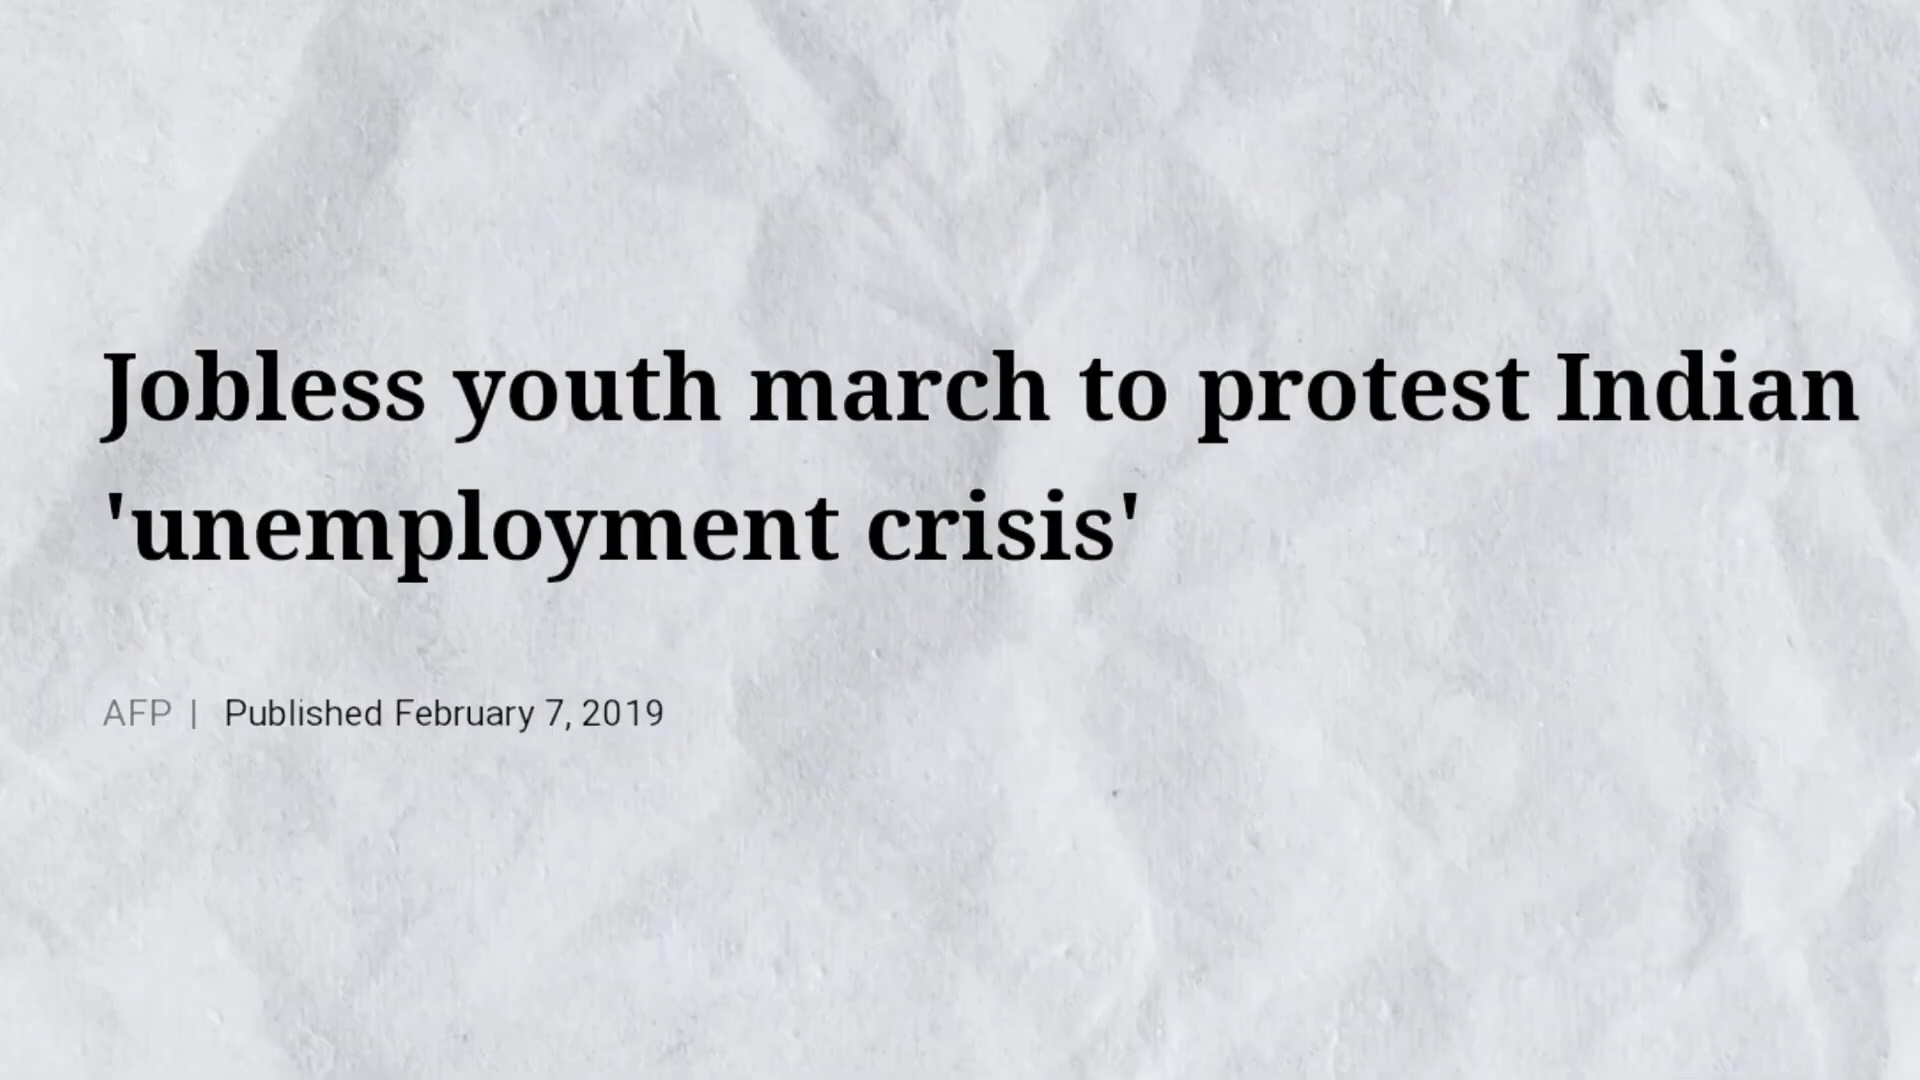 Jobless youth march to protest Indian
'unemployment crisis'
AFP | Published February 7, 2019